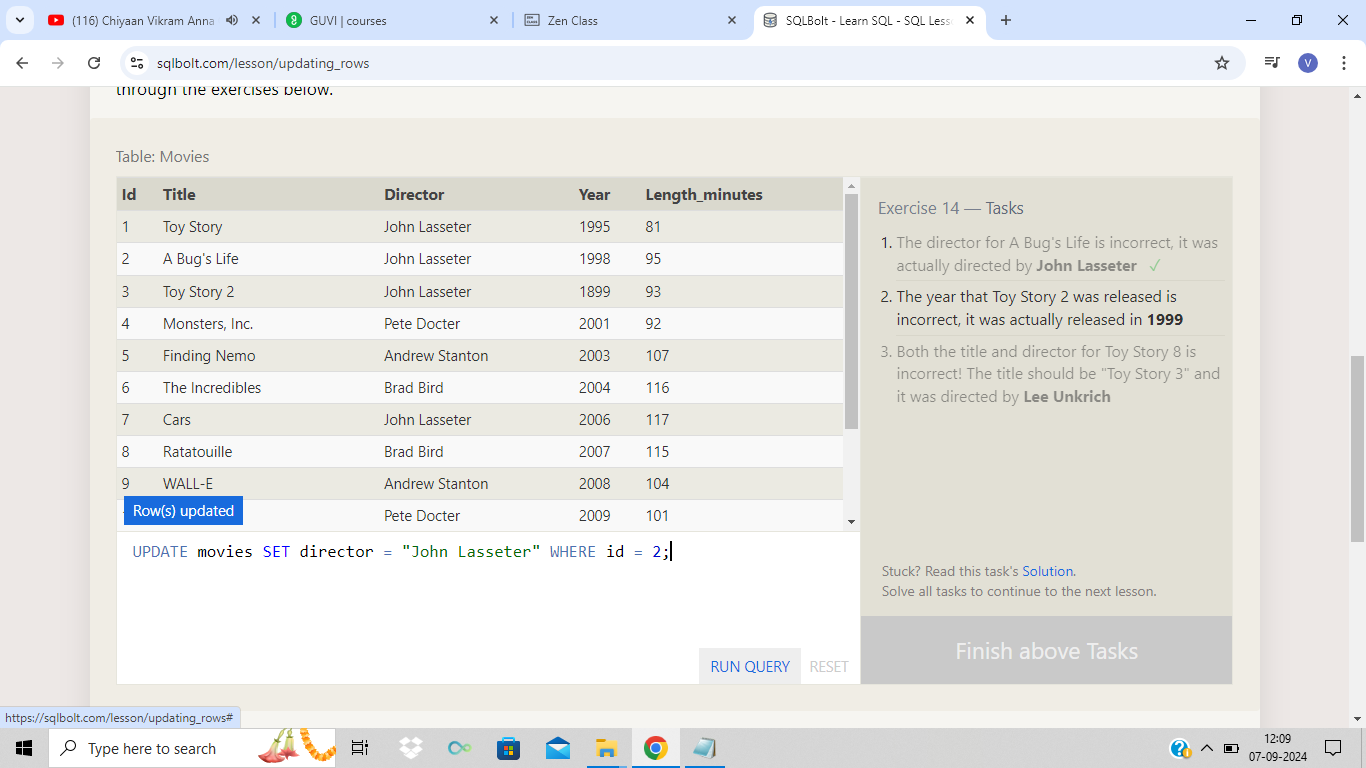 (116) Chiyaan Vikram Anna
GUVI | courses
Zen Class
SQLBolt - Learn SQL - SQL Less
sqlbolt.com/lesson/updating_rows
V
through the exercises below.
Table: Movies
Id Title Director Year Length_minutes
1 Toy Story John Lasseter 1995 81
2 A Bug's Life John Lasseter 1998 95
3 Toy Story 2 John Lasseter 1899 93
4 Monsters, Inc. Pete Docter 2001 92
5 Finding Nemo Andrew Stanton 2003 107
6 The Incredibles Brad Bird 2004 116
7 Cars John Lasseter 2006 117
8 Ratatouille Brad Bird 2007 115
9 WALL-E Andrew Stanton 2008 104
Pete Docter 2009 101
Row(s) updated
UPDATE movies SET director = "John Lasseter" WHERE id = 2;
RUN QUERY RESET
Exercise 14 — Tasks
1. The director for A Bug's Life is incorrect, it was
actually directed by John Lasseter ✓
2. The year that Toy Story 2 was released is
incorrect, it was actually released in 1999
3. Both the title and director for Toy Story 8 is
incorrect! The title should be "Toy Story 3" and
it was directed by Lee Unkrich
Stuck? Read this task's Solution.
Solve all tasks to continue to the next lesson.
Finish above Tasks
https://sqlbolt.com/lesson/updating_rows#
Type here to search
12:09
07-09-2024